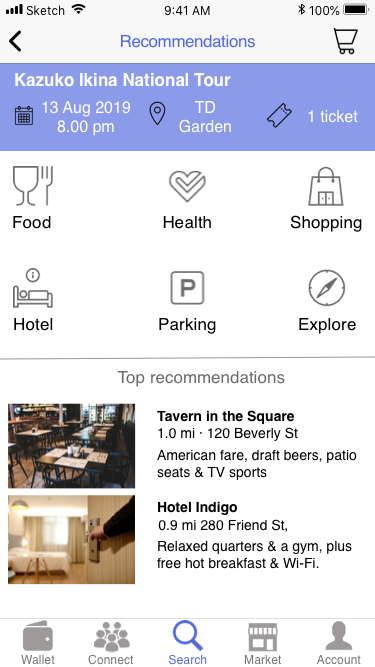 Sketch 9:41 AM 100%
Recommendations
Kazuko Ikina National Tour
13 Aug 2019
8.00 pm
TD
Garden
1 ticket
Food Health Shopping
Hotel Parking Explore
P
Top recommendations
Tavern in the Square
1.0 mi · 120 Beverly St
American fare, draft beers, patio
seats & TV sports
Hotel Indigo
0.9 mi 280 Friend St,
Relaxed quarters & a gym, plus
free hot breakfast & Wi-Fi.
Wallet Connect Search Market Account